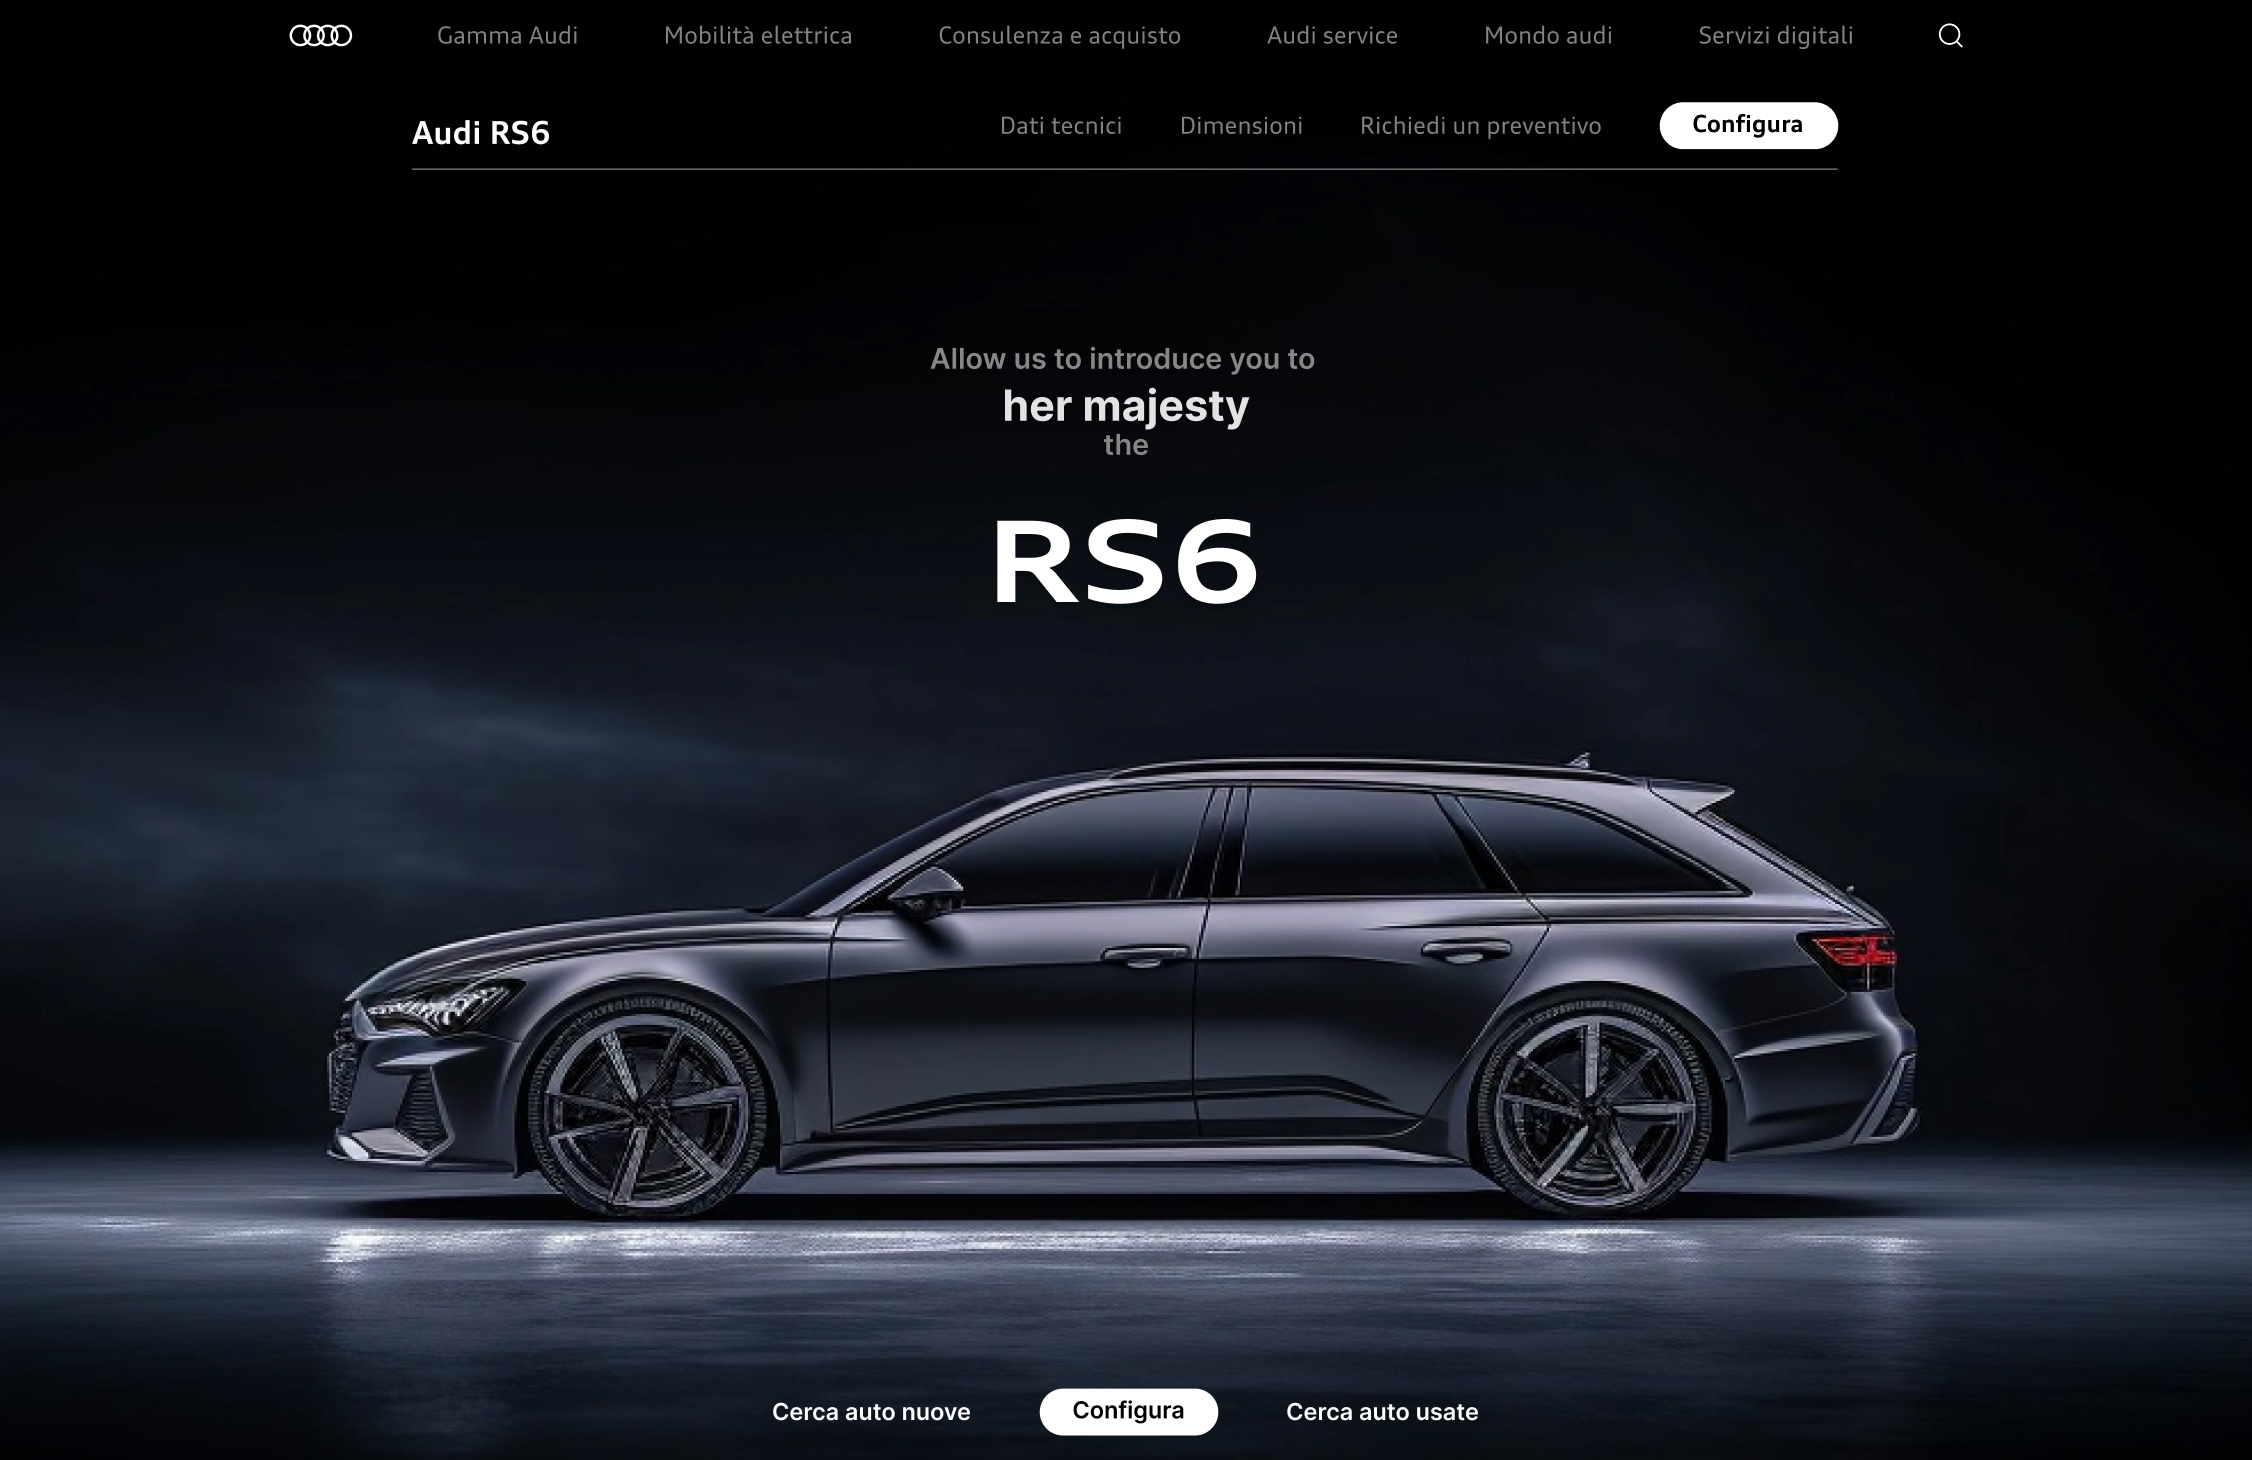 Gamma Audi Mobilità elettrica Consulenza e acquisto Audi service Mondo audi Servizi digitali
Audi RS6 Dati tecnici Dimensioni Richiedi un preventivo Configura
Allow us to introduce you to
her majesty
the
RS6
Cerca auto nuove Configura Cerca auto usate